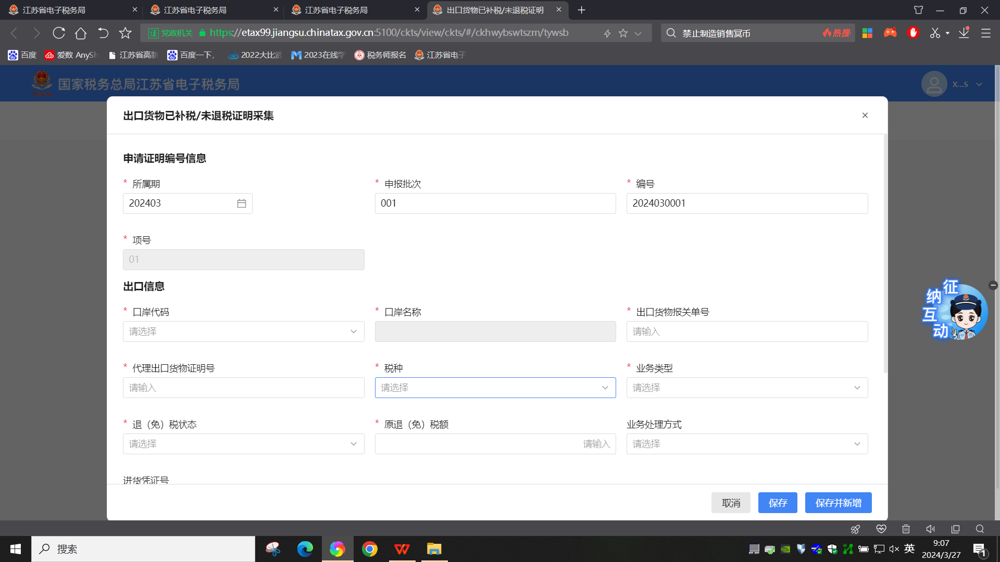 江苏省电子税务局
江苏省电子税务局
江苏省电子税务局
出口货物已补税/未退税证明
证 党政机关 https://etax99.jiangsu.chinatax.gov.cn:5100/ckts/view/ckts/#/ckhwybswtszm/tywsb
禁止制造销售冥币
热搜
百度
爱数 AnySh
江苏省高新
百度一下，
2022大比武
2023在线学
税务师报名
江苏省电子
国家税务总局江苏省电子税务局
x...s
出口货物已补税/未退税证明采集
申请证明编号信息
* 所属期
* 申报批次
* 编号
202403
001
2024030001
* 项号
01
出口信息
* 口岸代码
* 口岸名称
* 出口货物报关单号
请选择
请输入
* 代理出口货物证明号
* 税种
* 业务类型
请输入
请选择
请选择
* 退（免）税状态
* 原退（免）税额
业务处理方式
请选择
请输入
请选择
进货凭证号
取消
保存
保存并新增
征
纳
互
动
搜索
英
9:07
2024/3/27
1